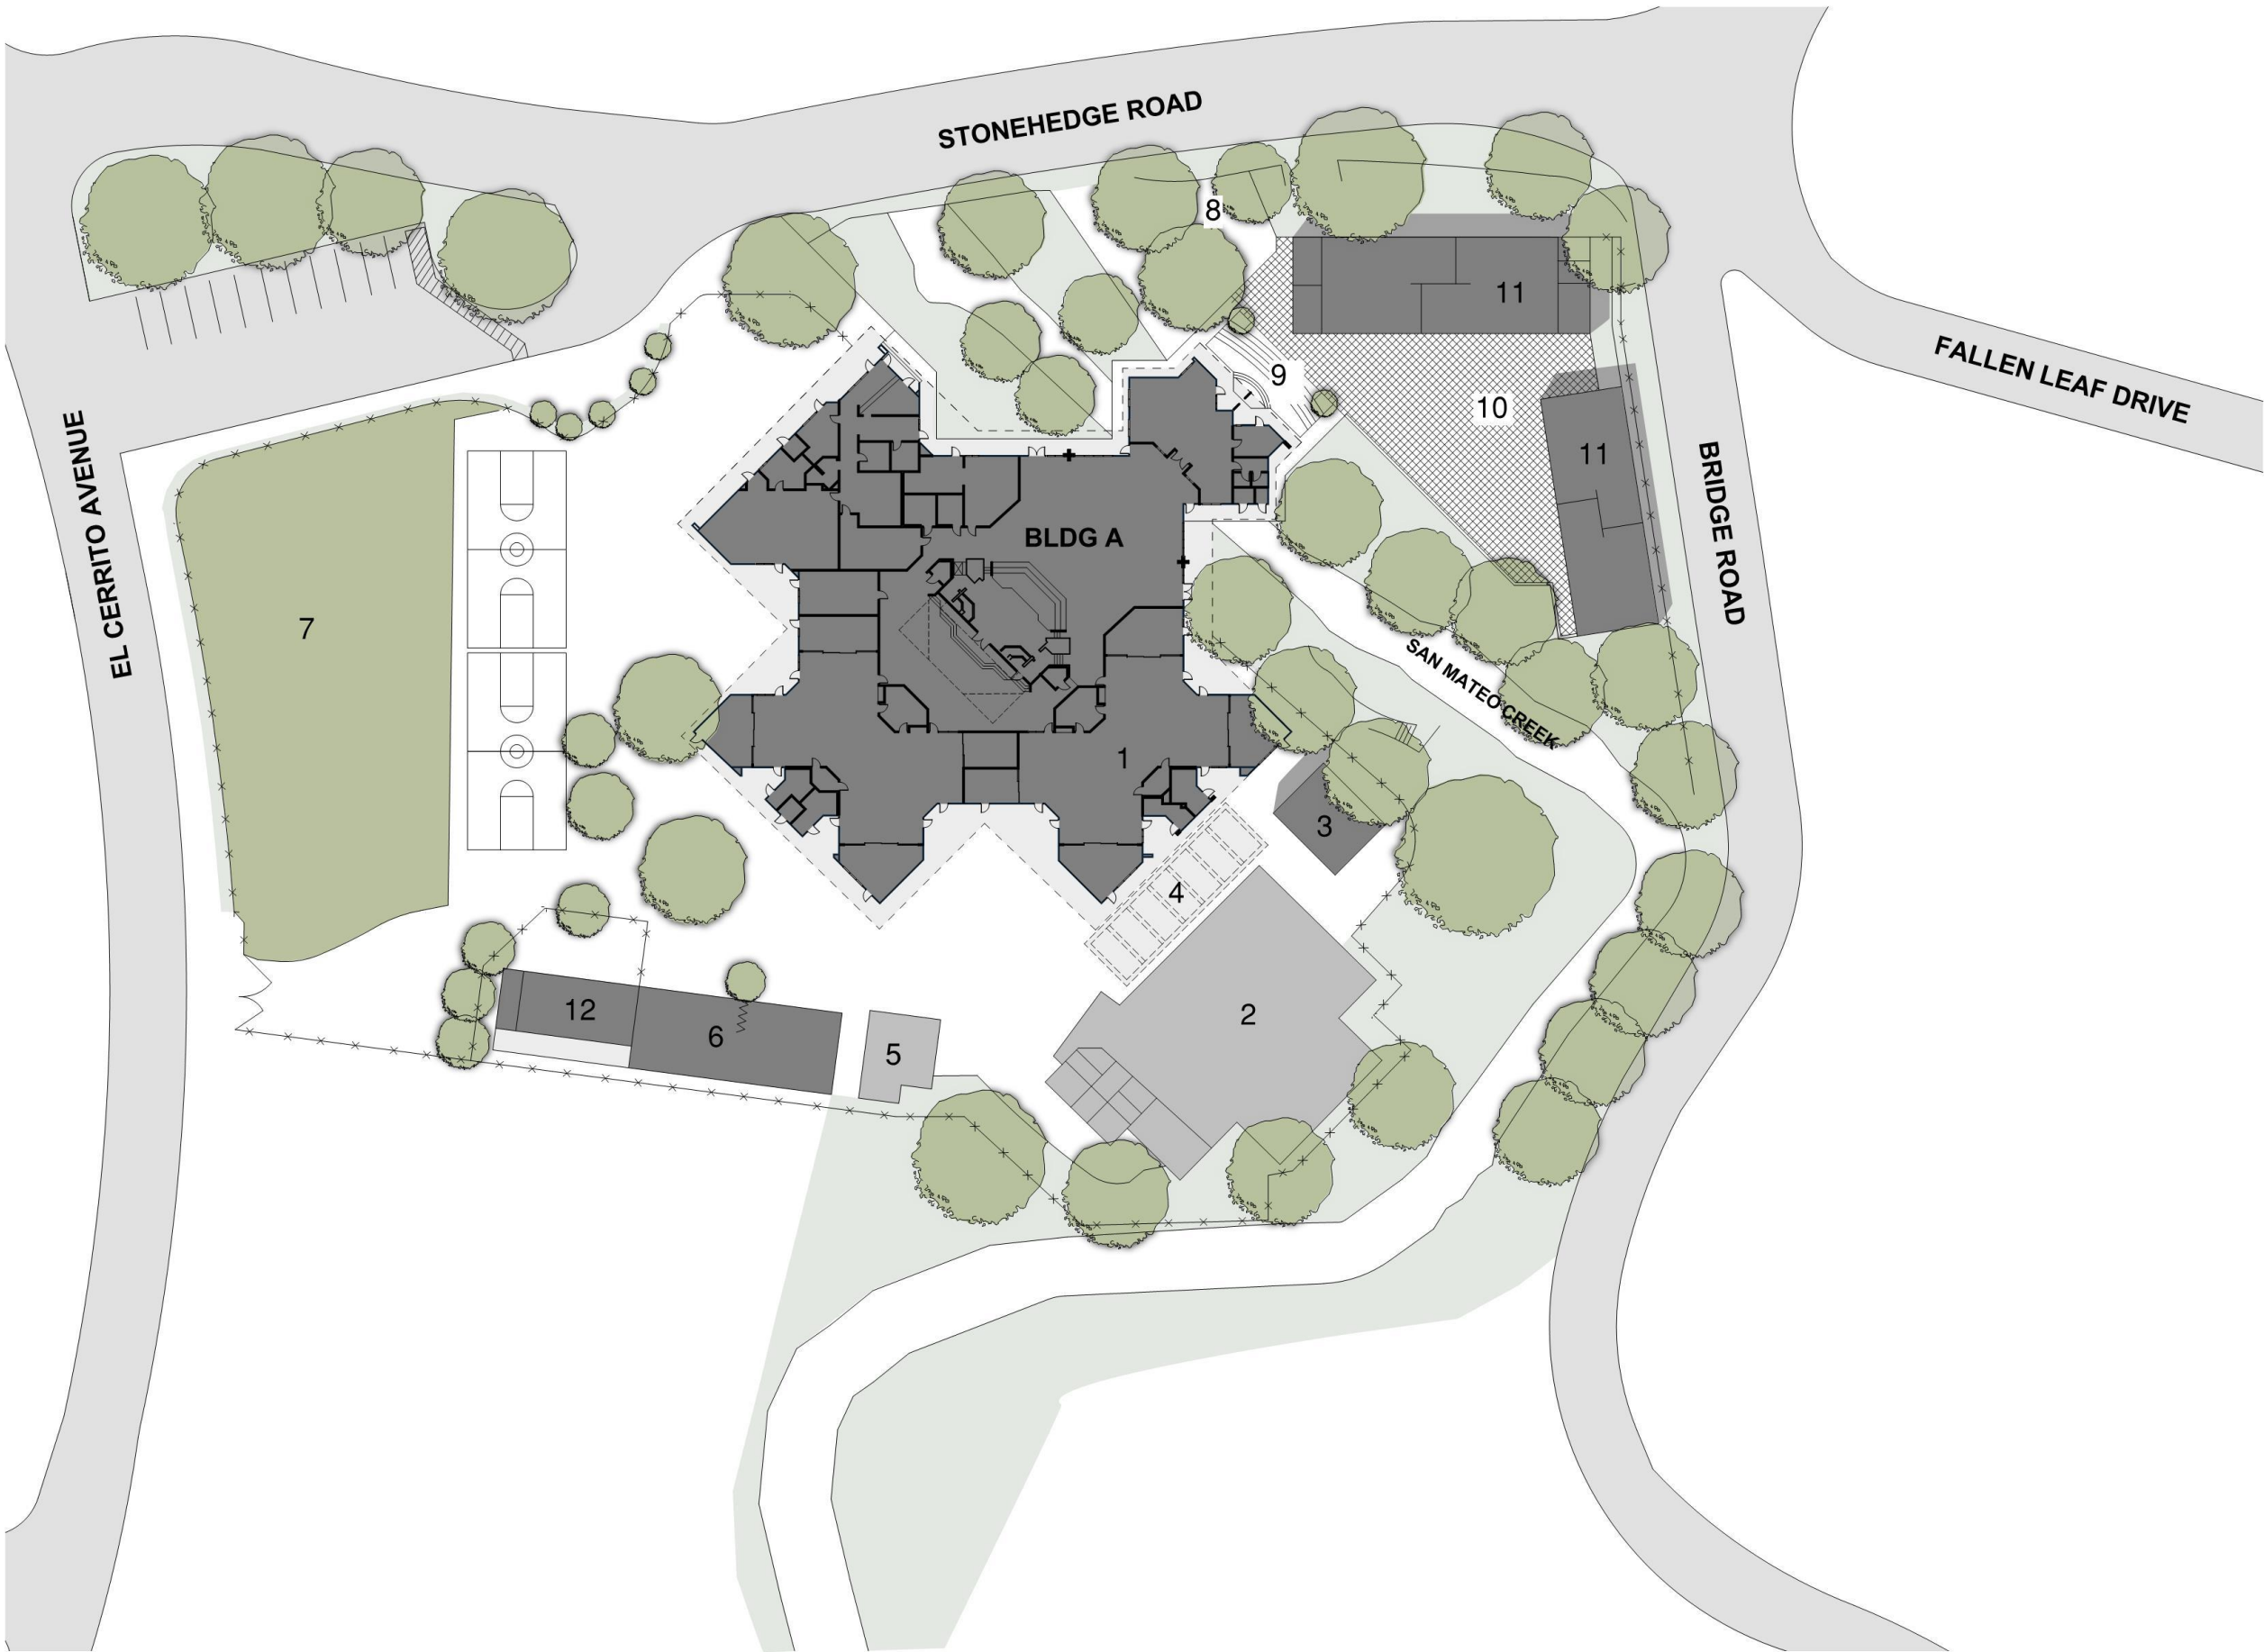 STONEHEDGE ROAD
8
11
9
FALLEN LEAF DRIVE
10
11
EL CERRITO AVENUE
BRIDGE ROAD
BLDG A
7
SAN MATEO CREEK
1
3
4
12
6
5
2